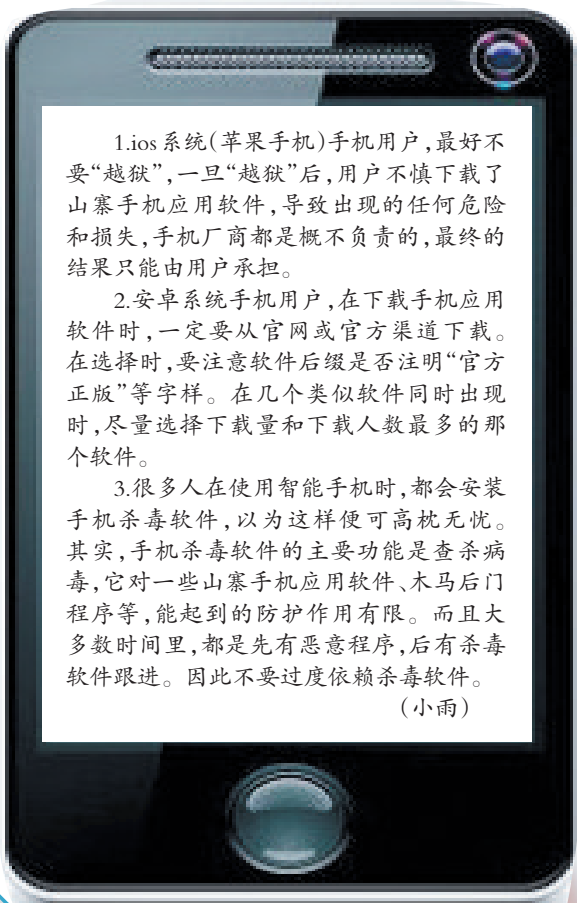 1.ios系统(苹果手机)手机用户,最好不
要“越狱”,一旦“越狱”后,用户不慎下载了
山寨手机应用软件,导致出现的任何危险
和损失,手机厂商都是概不负责的,最终的
结果只能由用户承担。
2.安卓系统手机用户,在下载手机应用
软件时,一定要从官网或官方渠道下载。
在选择时,要注意软件后缀是否注明“官方
正版”等字样。在几个类似软件同时出现
时,尽量选择下载量和下载人数最多的那
个软件。
3.很多人在使用智能手机时,都会安装
手机杀毒软件,以为这样便可高枕无忧。
其实,手机杀毒软件的主要功能是查杀病
毒,它对一些山寨手机应用软件、木马后门
程序等,能起到的防护作用有限。而且大
多数时间里,都是先有恶意程序,后有杀毒
软件跟进。因此不要过度依赖杀毒软件。
(小雨)